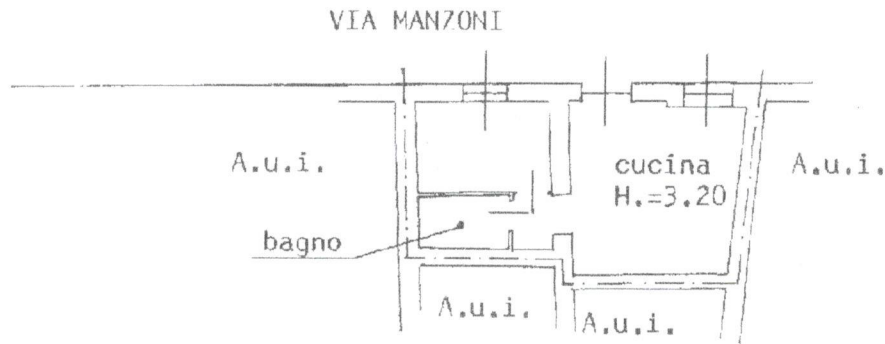 VIA MANZONI
A.u.i.
cucina
H.=3.20
A.u.i.
bagno
A.u.i.
A.u.i.